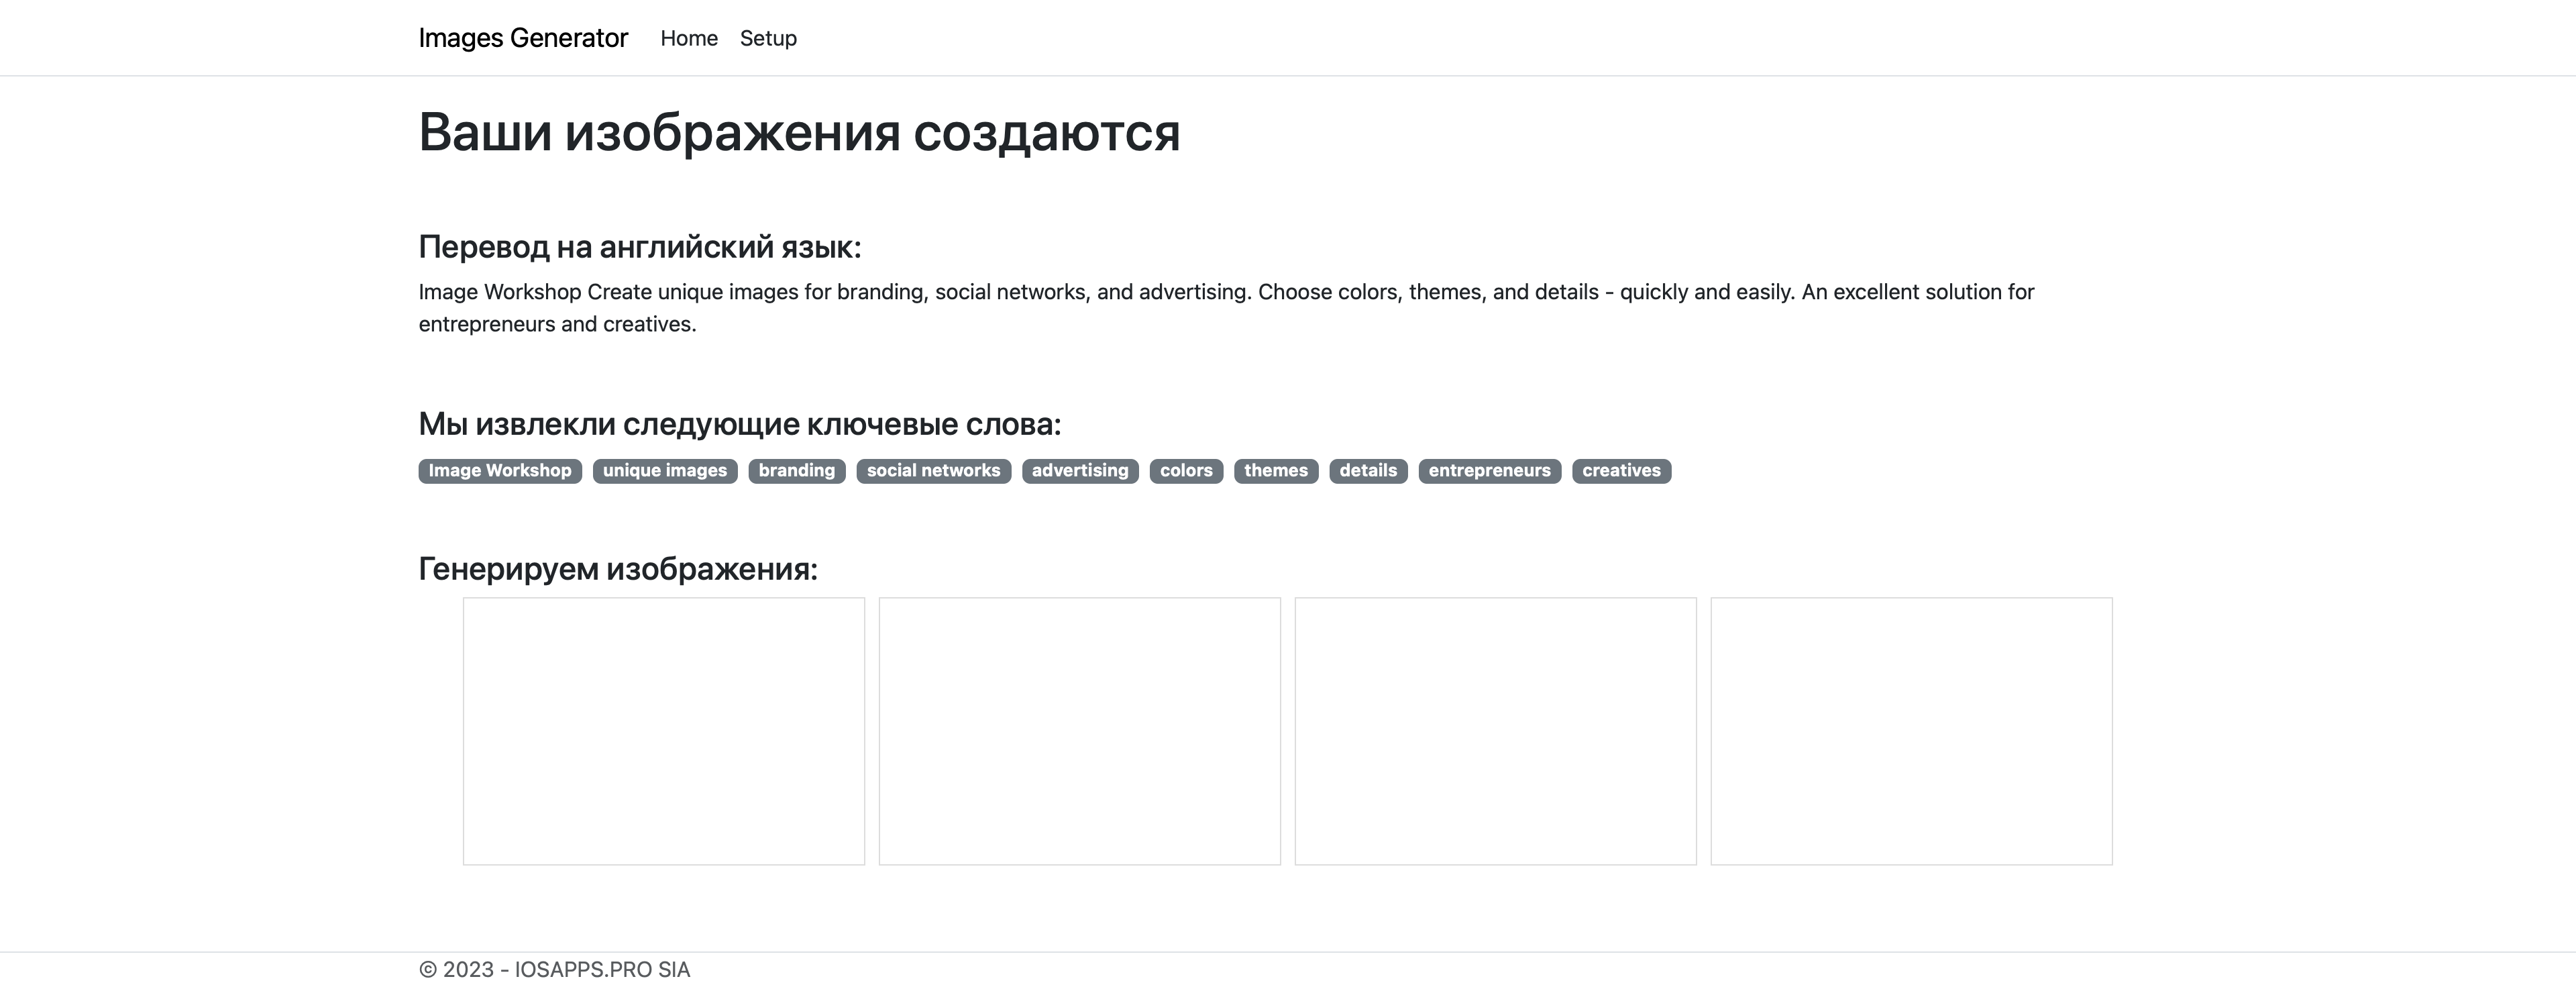 Images Generator Home Setup
Ваши изображения создаются
Перевод на английский язык:
Image Workshop Create unique images for branding, social networks, and advertising. Choose colors, themes, and details - quickly and easily. An excellent solution for
entrepreneurs and creatives.
Мы извлекли следующие ключевые слова:
Image Workshop unique images branding social networks advertising colors themes details entrepreneurs creatives
Генерируем изображения:
© 2023 - IOSAPPS.PRO SIA